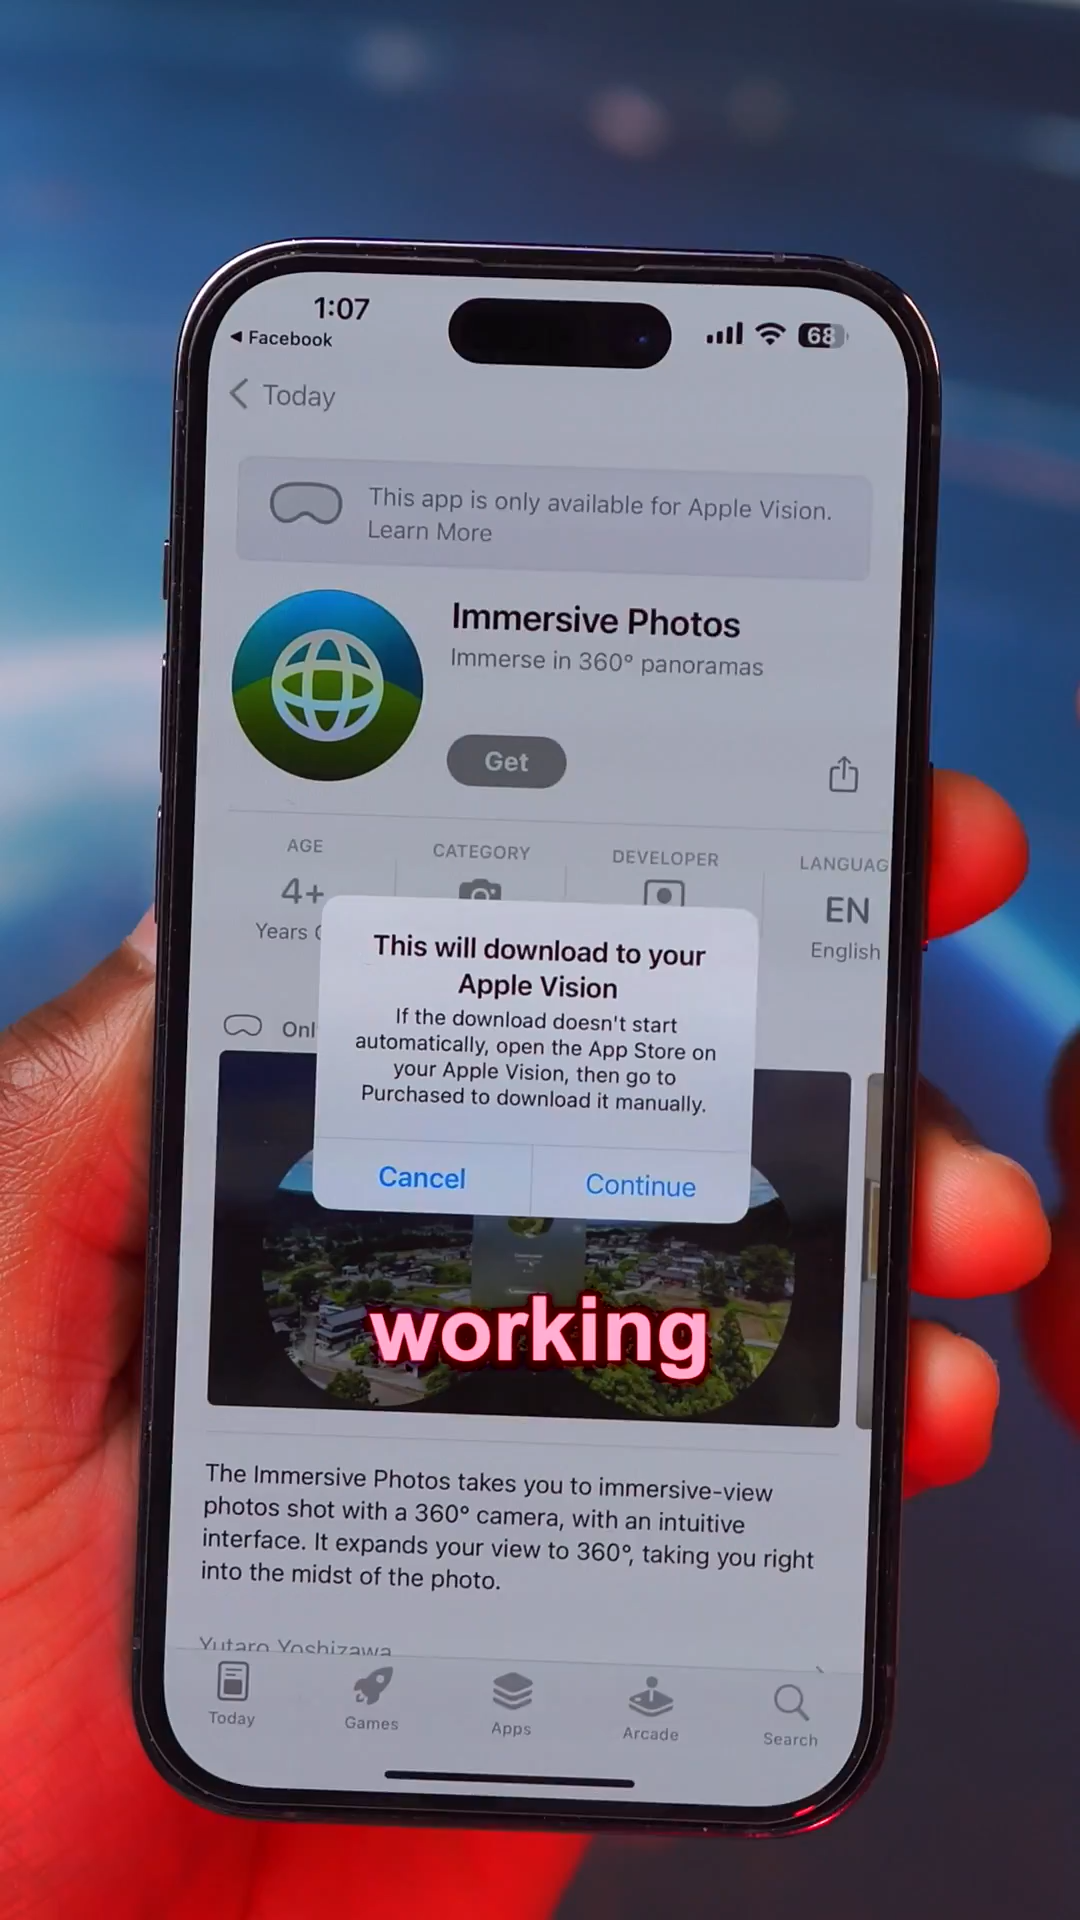 1:07
Facebook
68
Today
This app is only available for Apple Vision.
Learn More
Immersive Photos
Immerse in 360° panoramas
Get
AGE
CATEGORY
DEVELOPER
LANGUAG
4+
EN
Years
English
This will download to your
Apple Vision
If the download doesn't start
automatically, open the App Store on
your Apple Vision, then go to
Purchased to download it manually.
Cancel
Continue
working
The Immersive Photos takes you to immersive-view
photos shot with a 360° camera, with an intuitive
interface. It expands your view to 360°, taking you right
into the midst of the photo.
Yutaro Yoshizawa
Today
Games
Apps
Arcade
Search